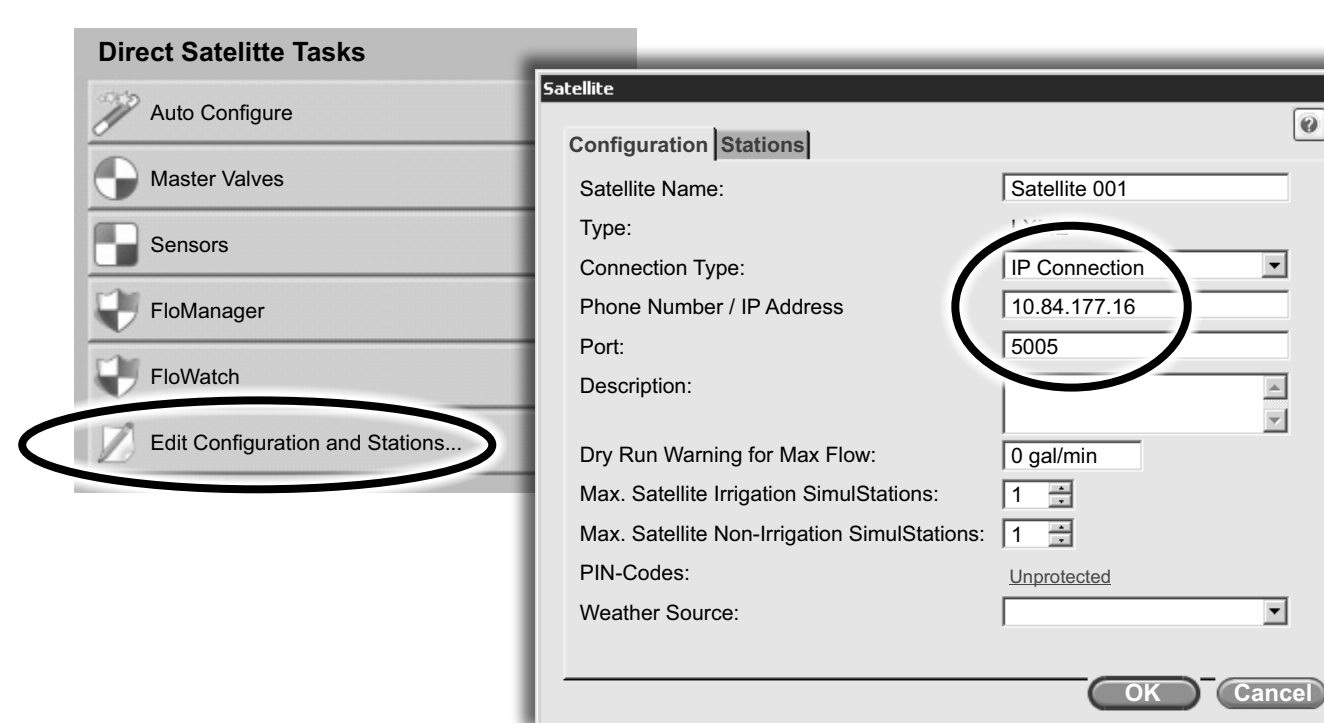 Direct Satelitte Tasks
Auto Configure
Master Valves
Sensors
FloManager
FloWatch
Edit Configuration and Stations...
Satellite
?
Configuration Stations
Satellite Name: Satellite 001
Type:
Connection Type: IP Connection
Phone Number / IP Address 10.84.177.16
Port: 5005
Description:
Dry Run Warning for Max Flow: 0 gal/min
Max. Satellite Irrigation SimulStations: 1
Max. Satellite Non-Irrigation SimulStations: 1
PIN-Codes: Unprotected
Weather Source:
OK Cancel